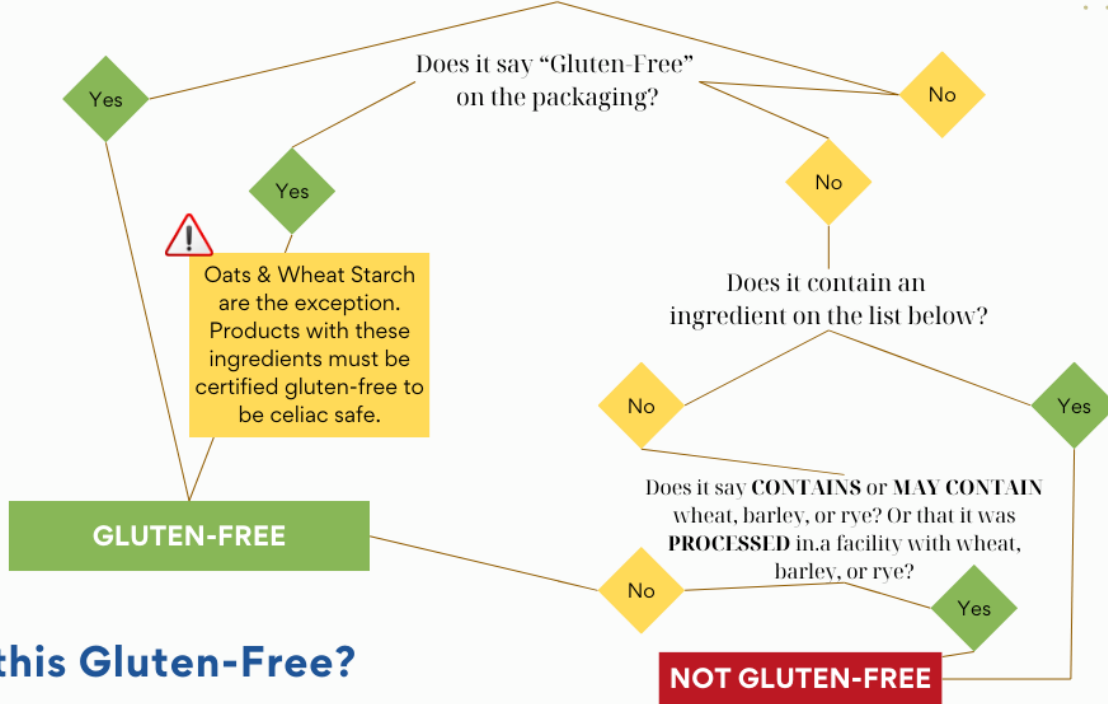 Does it say “Gluten-Free”
on the packaging?
Yes
No
Yes
No
Oats & Wheat Starch
are the exception.
Products with these
ingredients must be
certified gluten-free to
be celiac safe.
Does it contain an
ingredient on the list below?
No
Yes
Does it say CONTAINS or MAY CONTAIN
wheat, barley, or rye? Or that it was
PROCESSED in.a facility with wheat,
barley, or rye?
GLUTEN-FREE
No
Yes
this Gluten-Free?
NOT GLUTEN-FREE